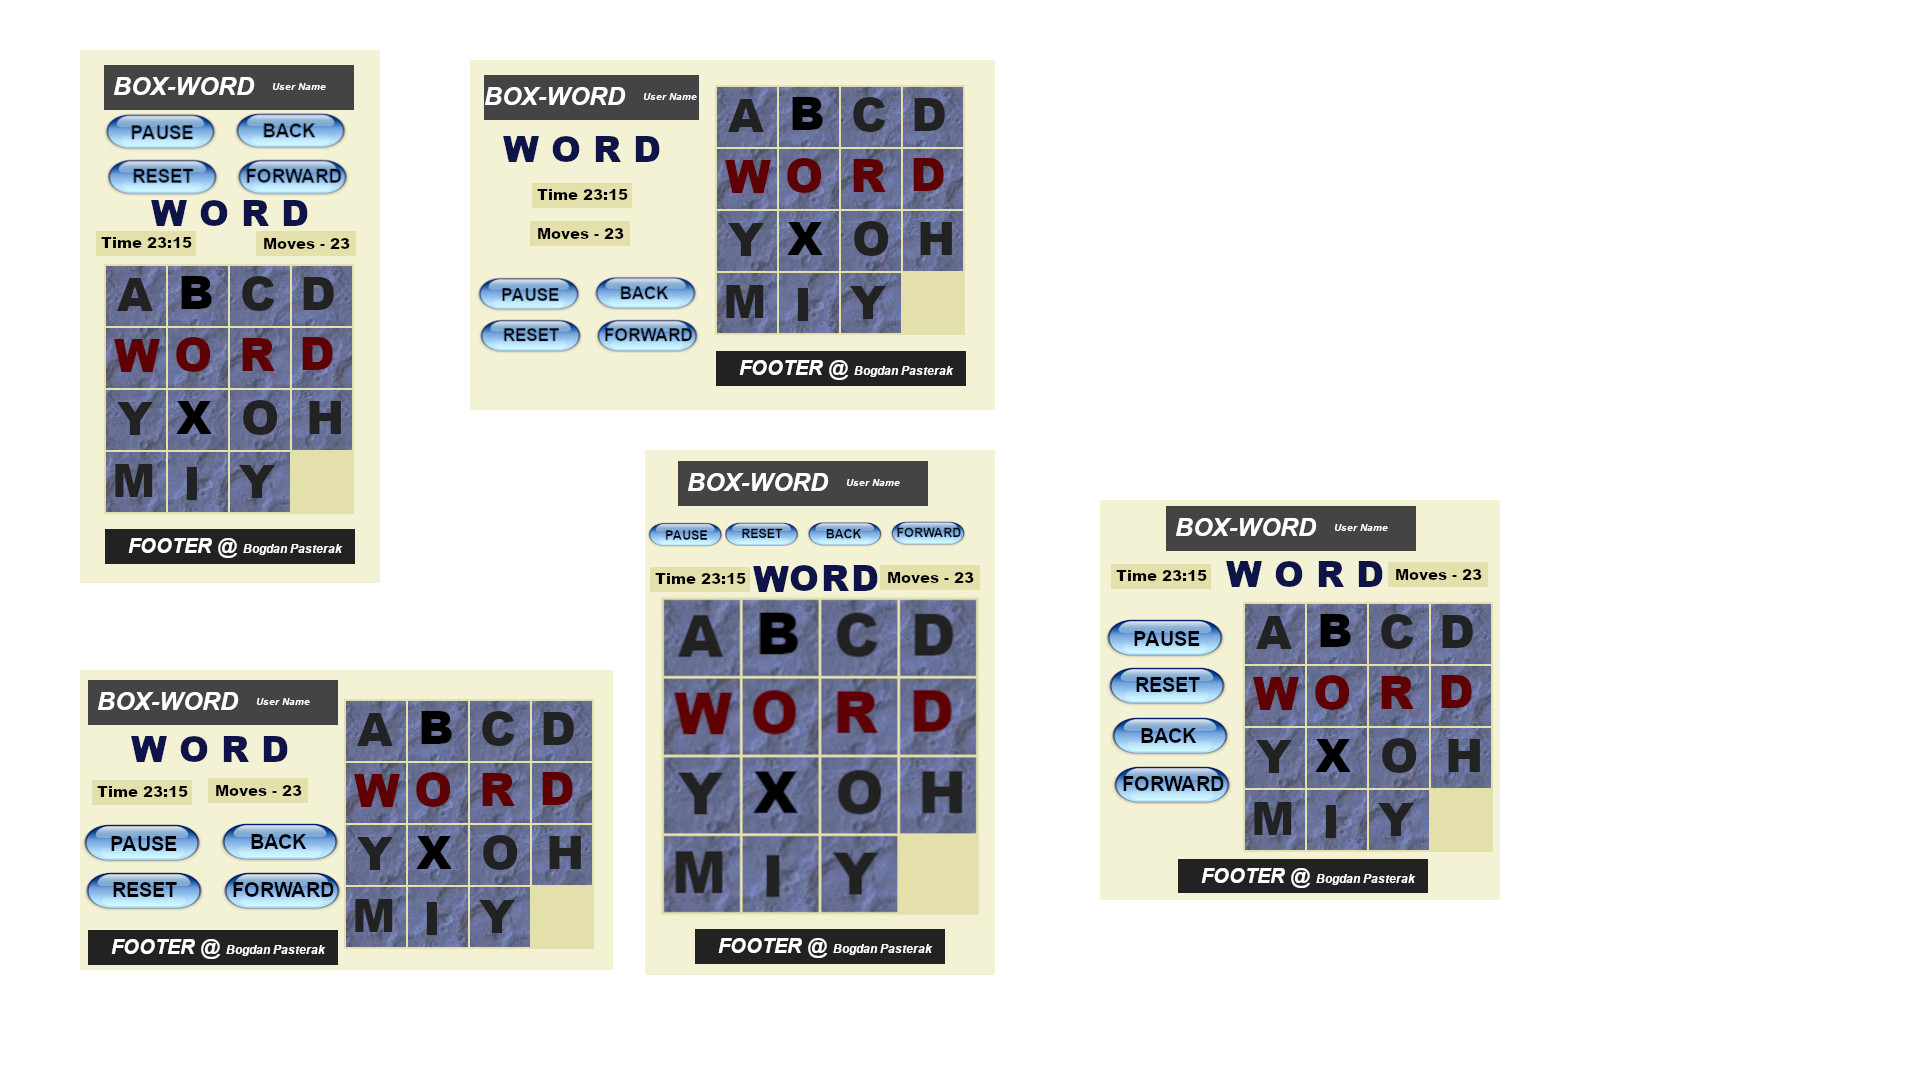 BOX-WORD User Name
PAUSE BACK
RESET FORWARD
W O R D
Time 23:15 Moves - 23
A B C D
W O R D
Y X O H
M I Y
FOOTER @ Bogdan Pasterak
BOX-WORD User Name
W O R D
Time 23:15
Moves - 23
PAUSE BACK
RESET FORWARD
A B C D
W O R D
Y X O H
M I Y
FOOTER @ Bogdan Pasterak
BOX-WORD User Name
W O R D
Time 23:15 Moves - 23
PAUSE BACK
RESET FORWARD
FOOTER @ Bogdan Pasterak
A B C D
W O R D
Y X O H
M I Y
BOX-WORD User Name
PAUSE RESET BACK FORWARD
Time 23:15 WORD Moves - 23
A B C D
W O R D
Y X O H
M I Y
FOOTER @ Bogdan Pasterak
BOX-WORD User Name
Time 23:15 W O R D Moves - 23
PAUSE
RESET
BACK
FORWARD
A B C D
W O R D
Y X O H
M I Y
FOOTER @ Bogdan Pasterak